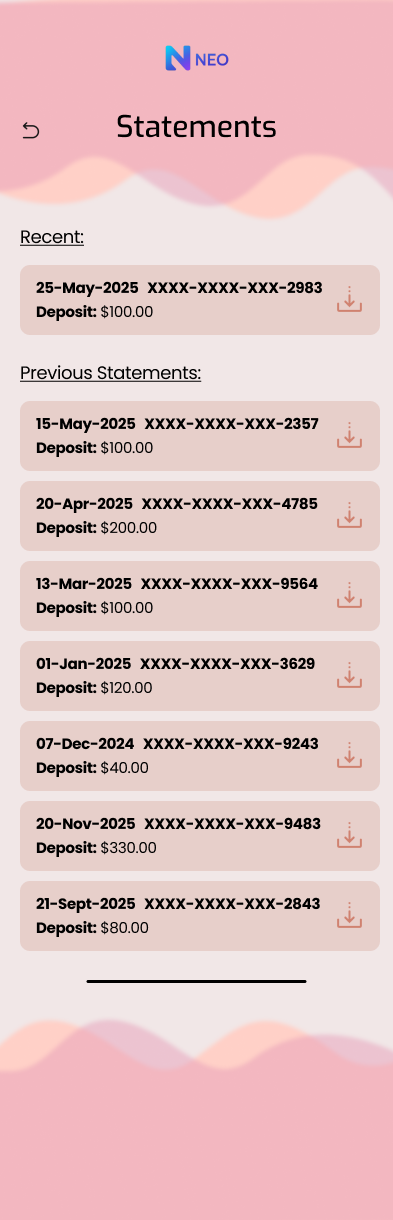 NEO
Statements
Recent:
25-May-2025 XXXX-XXXX-XXX-2983
Deposit: $100.00
Previous Statements:
15-May-2025 XXXX-XXXX-XXX-2357
Deposit: $100.00
20-Apr-2025 XXXX-XXXX-XXX-4785
Deposit: $200.00
13-Mar-2025 XXXX-XXXX-XXX-9564
Deposit: $100.00
01-Jan-2025 XXXX-XXXX-XXX-3629
Deposit: $120.00
07-Dec-2024 XXXX-XXXX-XXX-9243
Deposit: $40.00
20-Nov-2025 XXXX-XXXX-XXX-9483
Deposit: $330.00
21-Sept-2025 XXXX-XXXX-XXX-2843
Deposit: $80.00